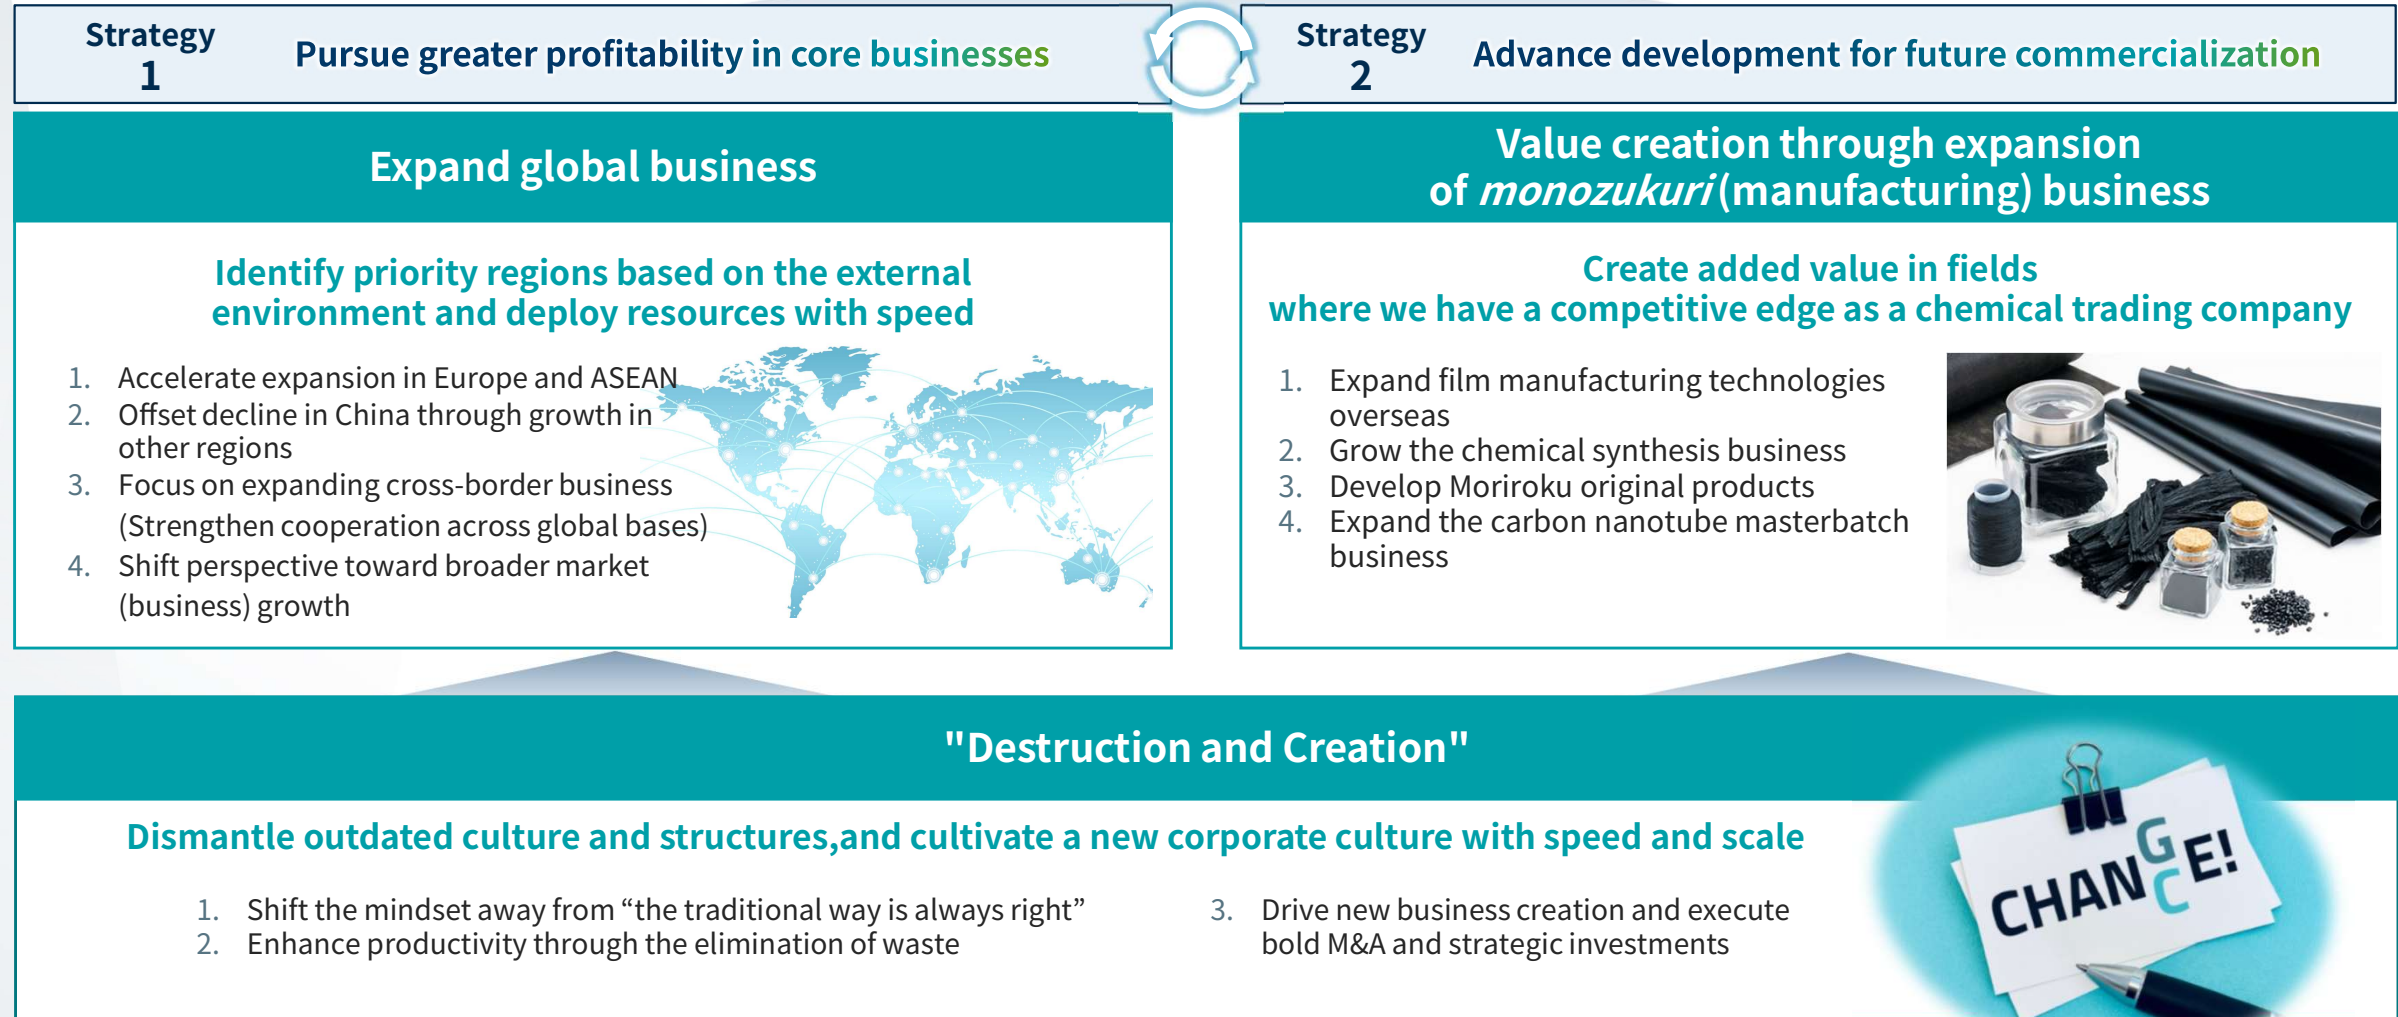 Strategy
1
Pursue greater profitability in core businesses
Strategy
2
Advance development for future commercialization
Expand global business
Identify priority regions based on the external
environment and deploy resources with speed
1. Accelerate expansion in Europe and ASEAN
2. Offset decline in China through growth in
other regions
3. Focus on expanding cross-border business
(Strengthen cooperation across global bases)
4. Shift perspective toward broader market
(business) growth
Value creation through expansion
of monozukuri (manufacturing) business
Create added value in fields
where we have a competitive edge as a chemical trading company
1. Expand film manufacturing technologies
overseas
2. Grow the chemical synthesis business
3. Develop Moriroku original products
4. Expand the carbon nanotube masterbatch
business
"Destruction and Creation"
Dismantle outdated culture and structures,and cultivate a new corporate culture with speed and scale
1. Shift the mindset away from “the traditional way is always right”
2. Enhance productivity through the elimination of waste
3. Drive new business creation and execute
bold M&A and strategic investments
CHANGCE!